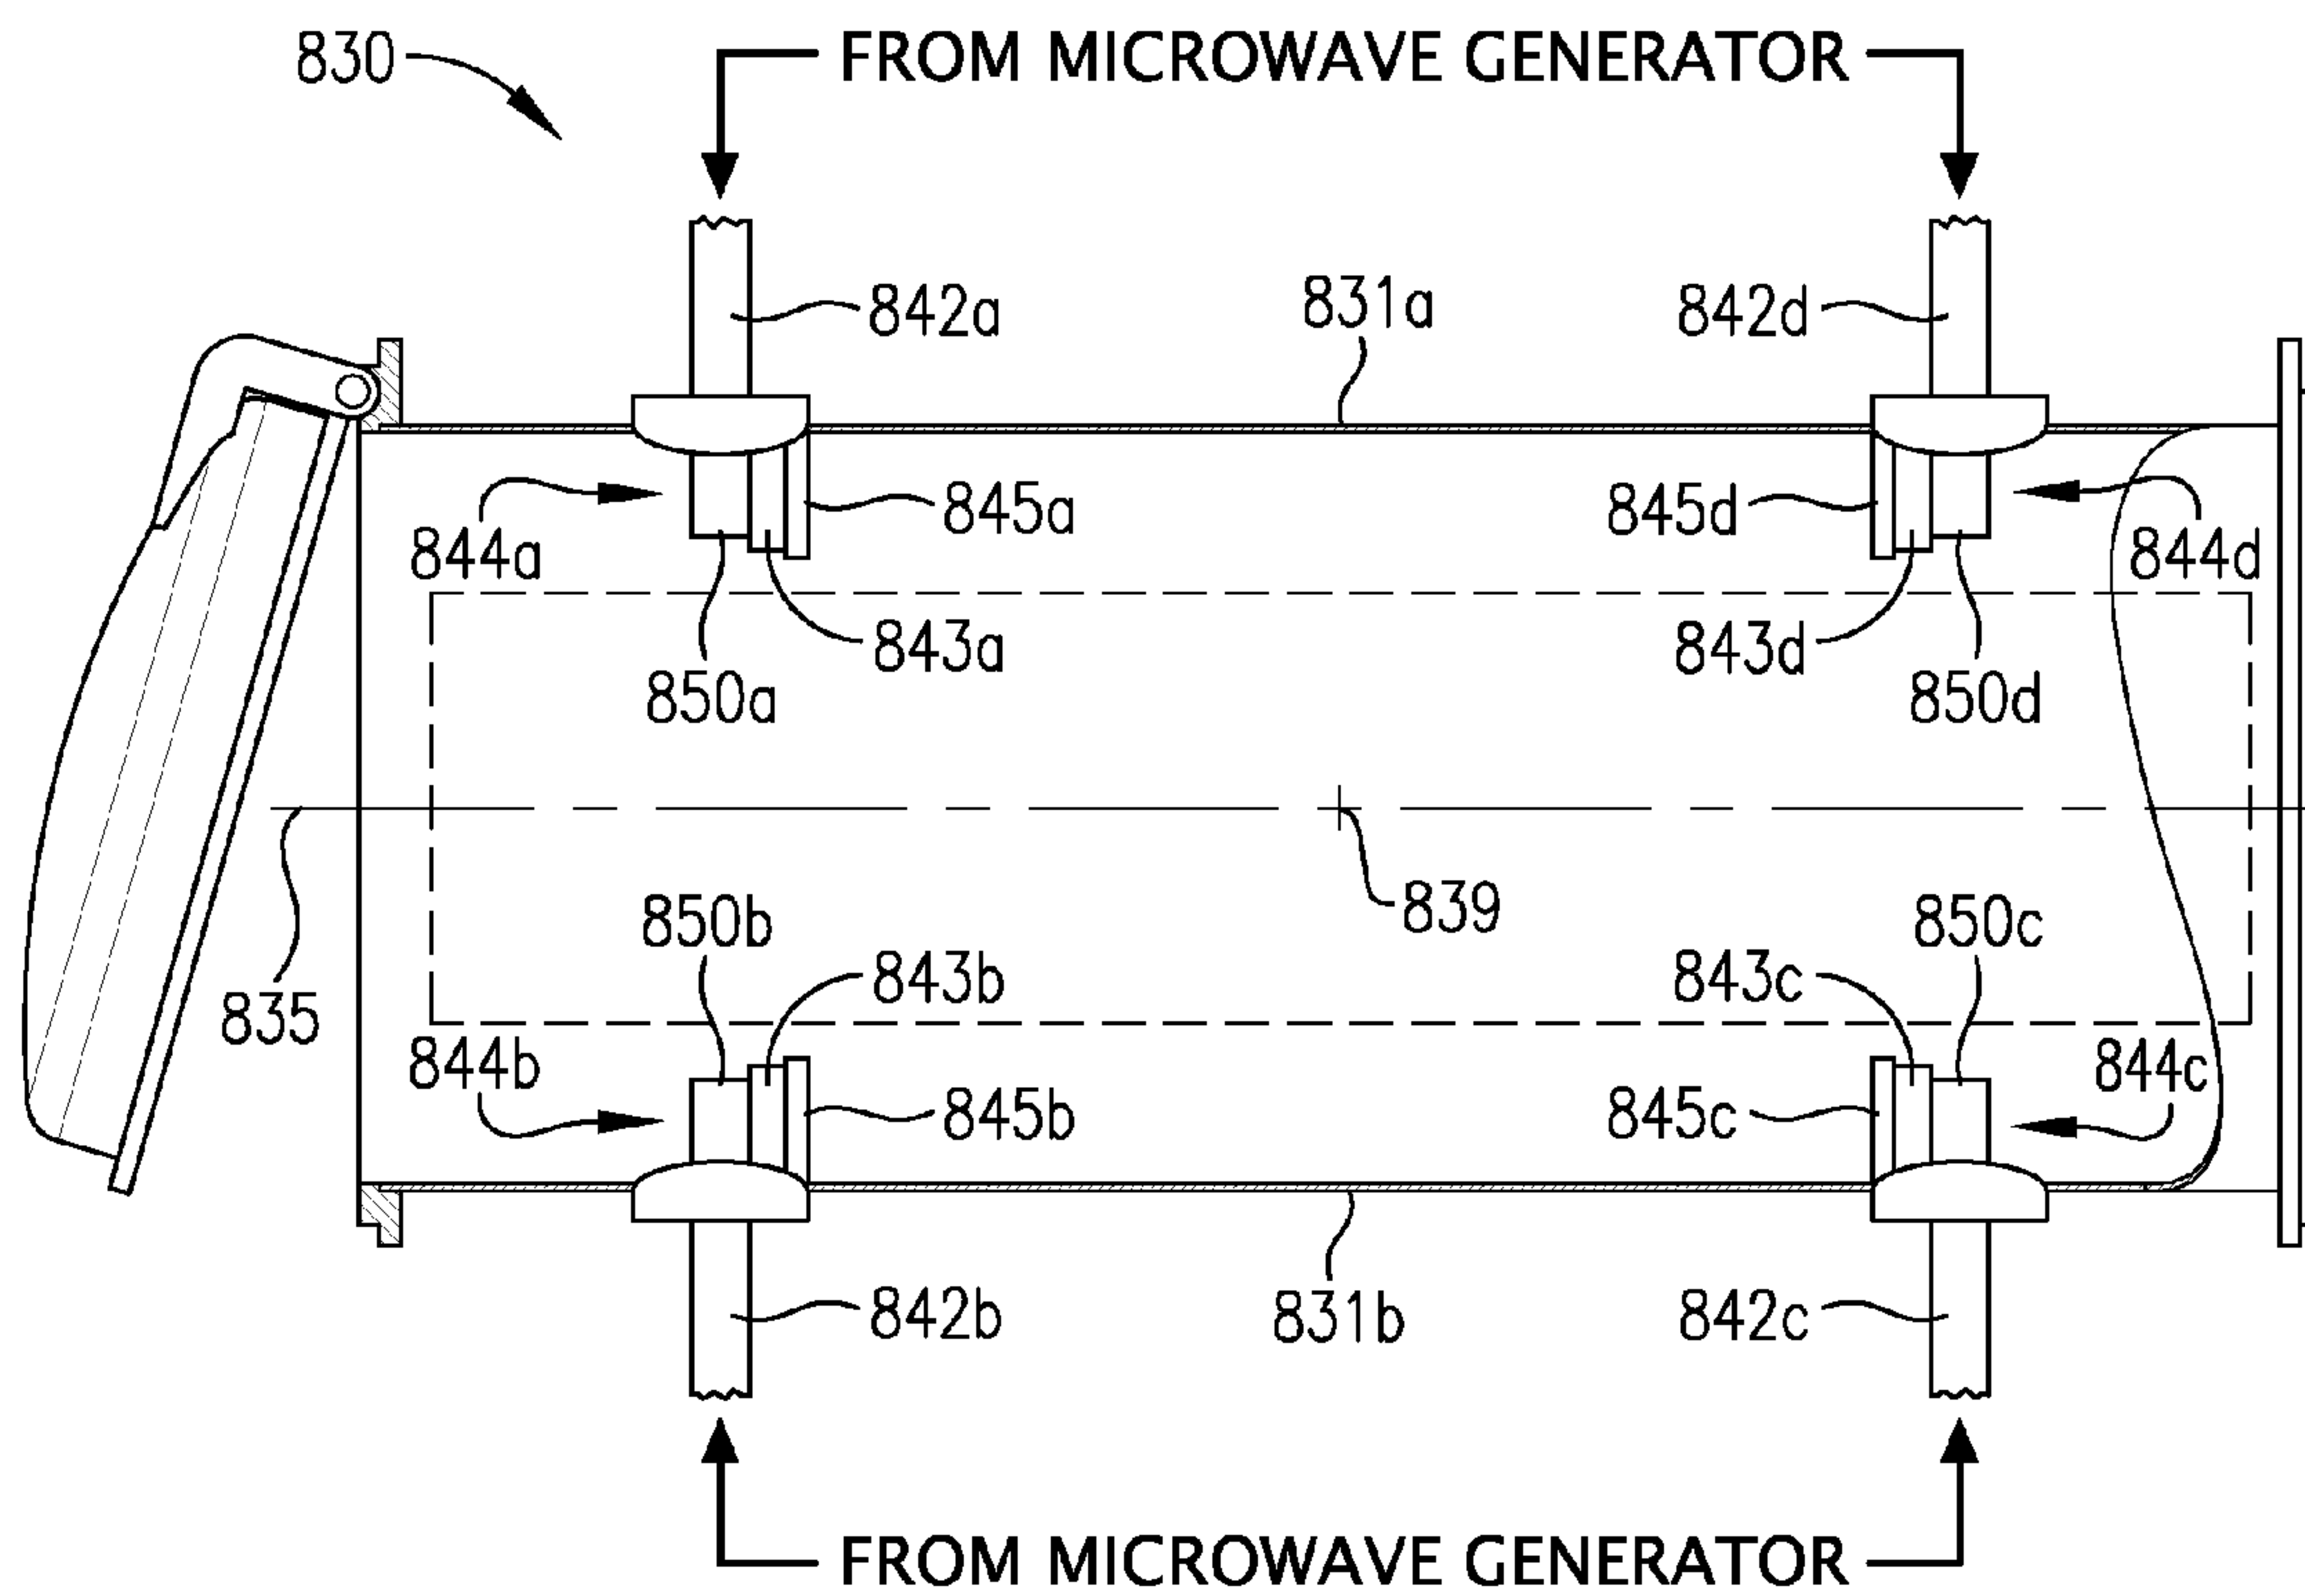 830
FROM MICROWAVE GENERATOR
842a
831a
842d
844a
845a
845d
844d
850a
843a
843d
850d
835
839
850b
843b
843c
850c
844b
845b
845c
844c
842b
831b
842c
FROM MICROWAVE GENERATOR